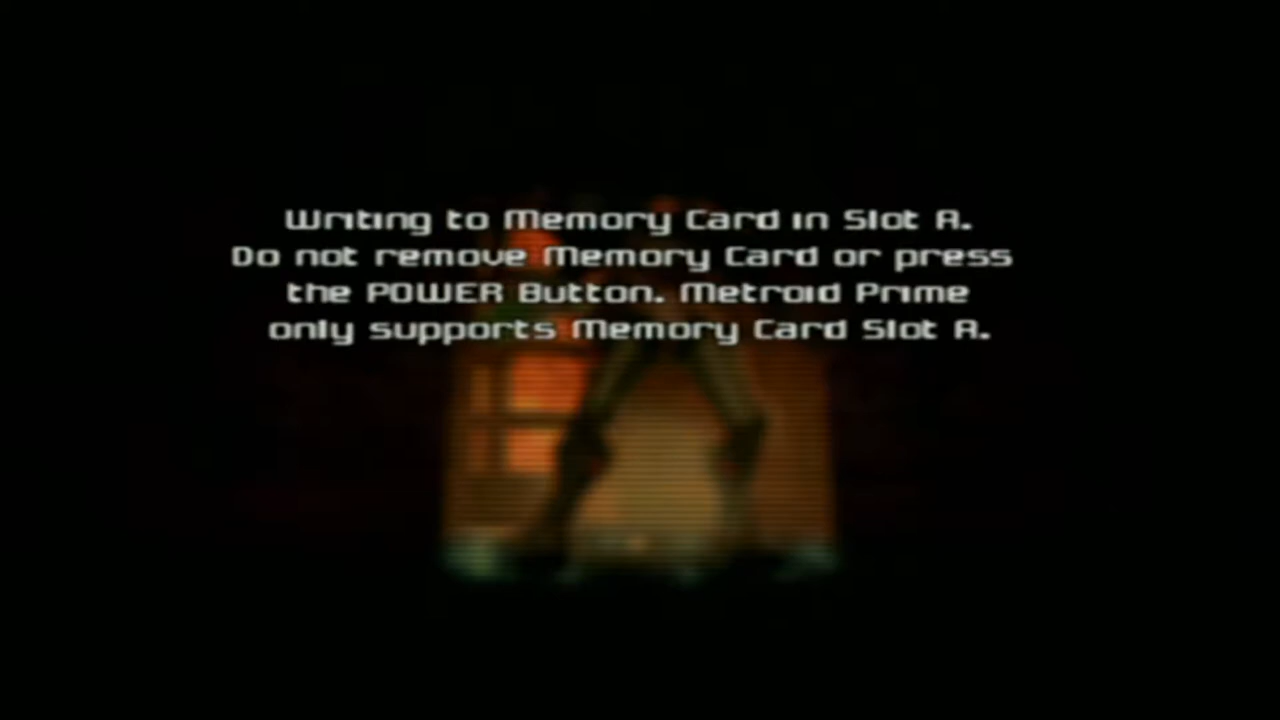 Writing to Memory Card in Slot A.
Do not remove Memory Card or press
the POWER Button. Metroid Prime
only supports Memory Card Slot A.